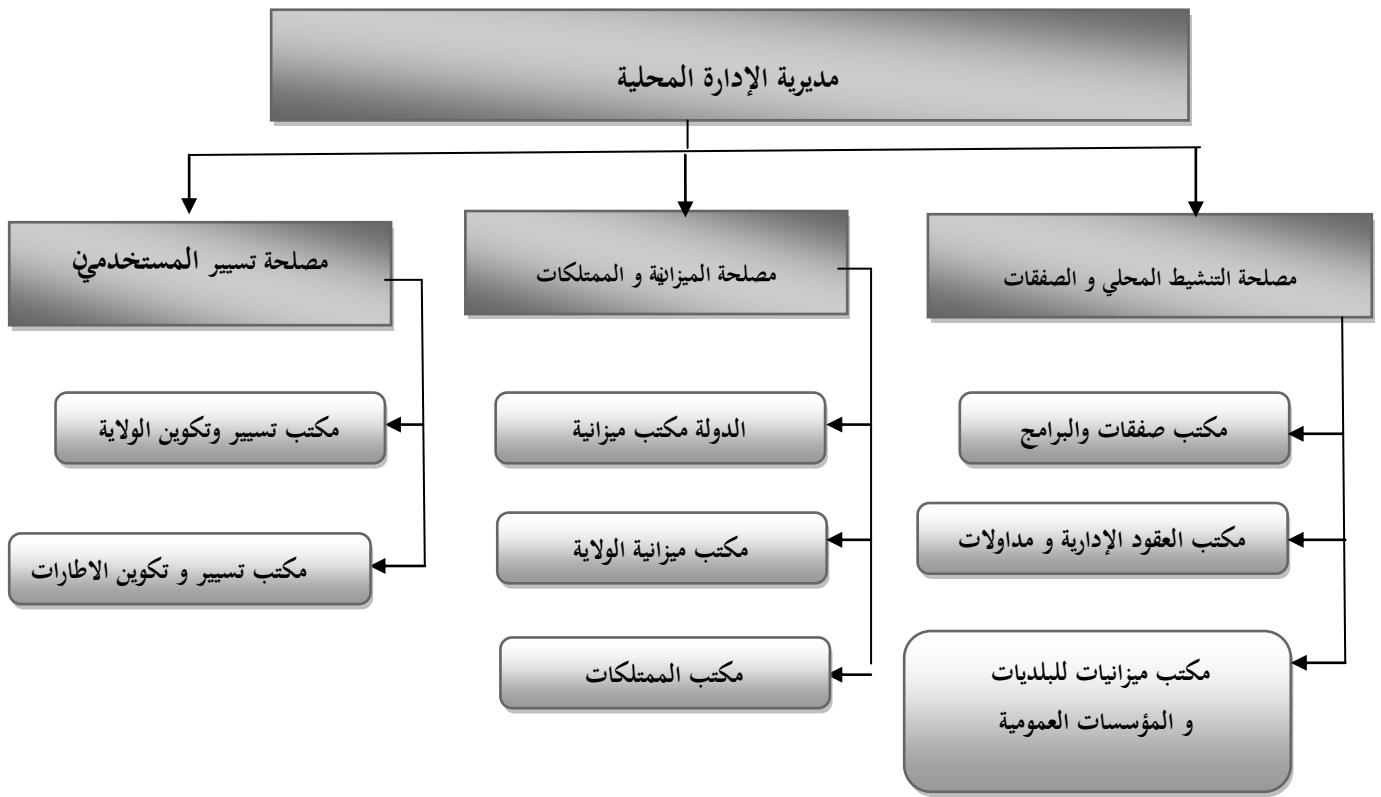 مديرية الإدارة المحلية
مصلحة التنشيط المحلي و الصفقات
مصلحة الميزانية و الممتلكات
مصلحة تسيير المستخدمين
مكتب صفقات والبرامج
الدولة مكتب ميزانية
مكتب تسيير وتكوين الولاية
مكتب العقود الإدارية و مداولات
مكتب ميزانية الولاية
مكتب تسيير و تكوين الاطارات
مكتب ميزانيات للبلديات
و المؤسسات العمومية
مكتب الممتلكات